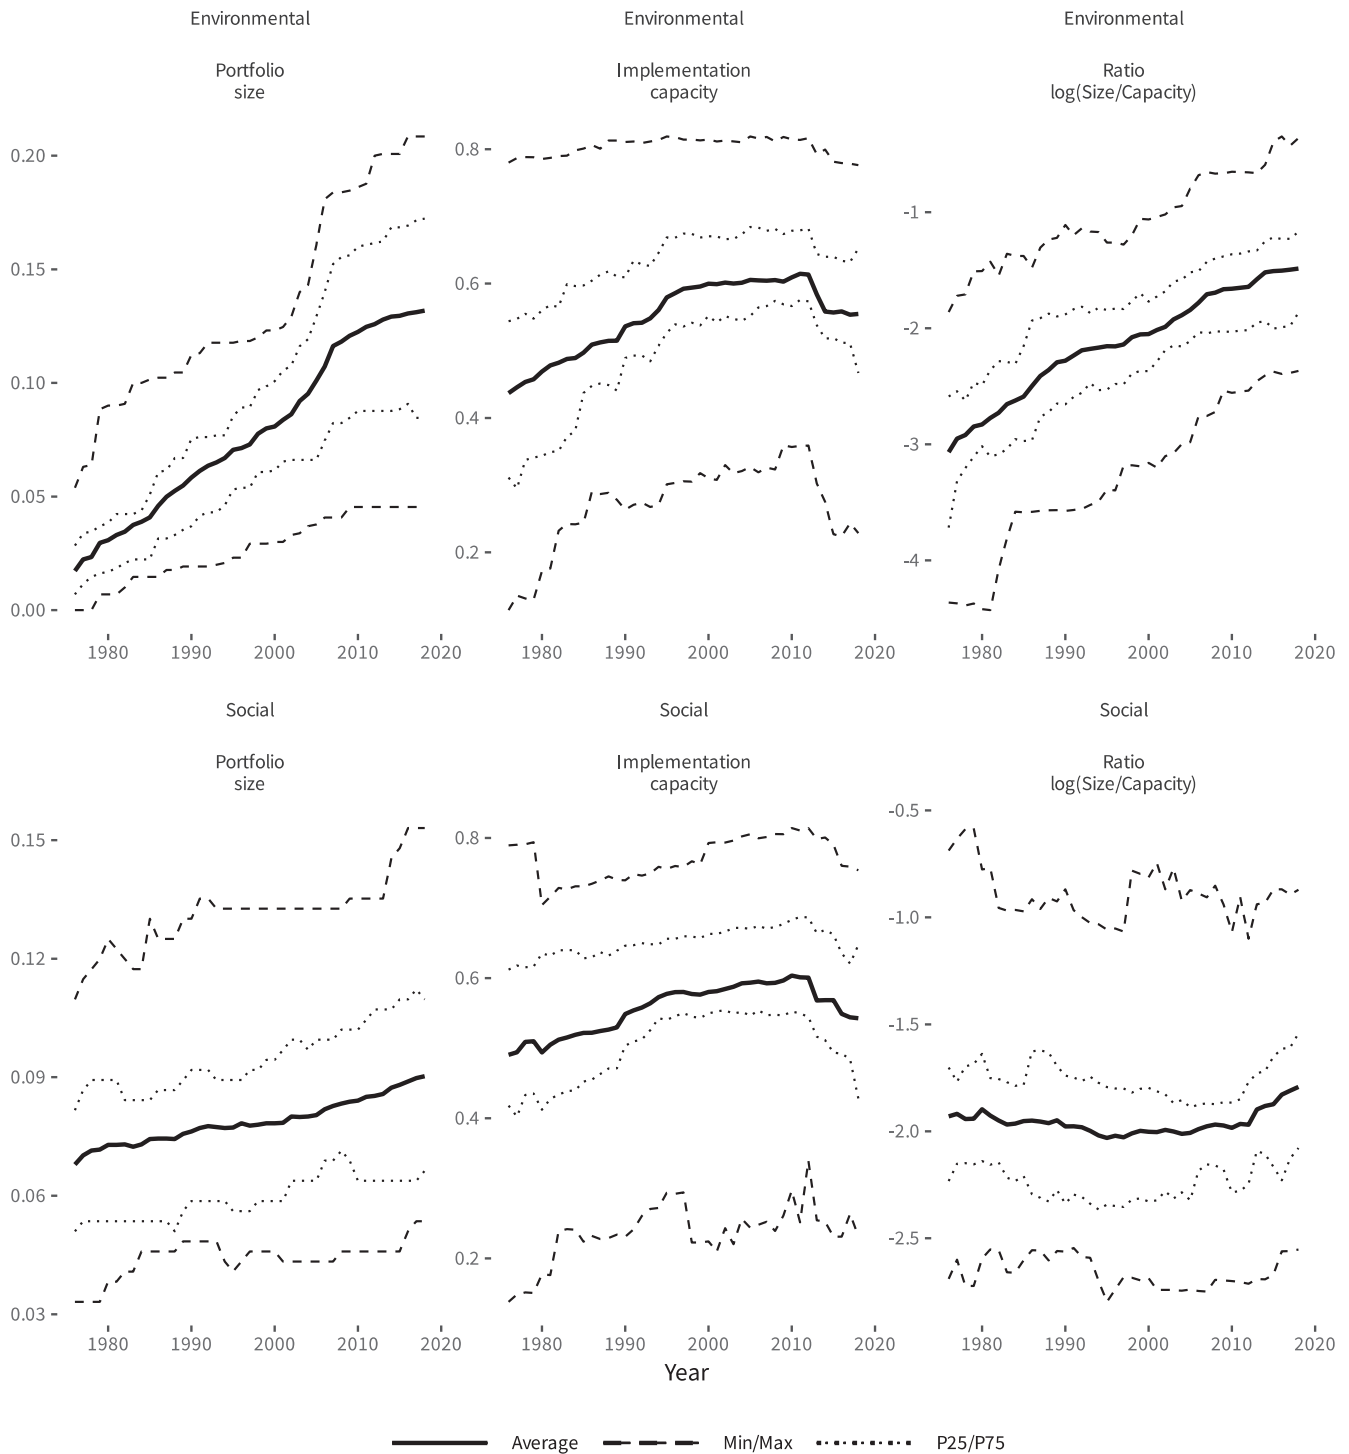 Environmental
Environmental
Environmental
Portfolio
size
Implementation
capacity
Ratio
log(Size/Capacity)
0.20
0.15
0.10
0.05
0.00
0.8
0.6
0.4
0.2
-1
-2
-3
-4
1980 1990 2000 2010 2020
1980 1990 2000 2010 2020
1980 1990 2000 2010 2020
Social
Social
Social
Portfolio
size
Implementation
capacity
Ratio
log(Size/Capacity)
0.15
0.12
0.09
0.06
0.03
0.8
0.6
0.4
0.2
-0.5
-1.0
-1.5
-2.0
-2.5
1980 1990 2000 2010 2020
1980 1990 2000 2010 2020
1980 1990 2000 2010 2020
Year
Average Min/Max P25/P75